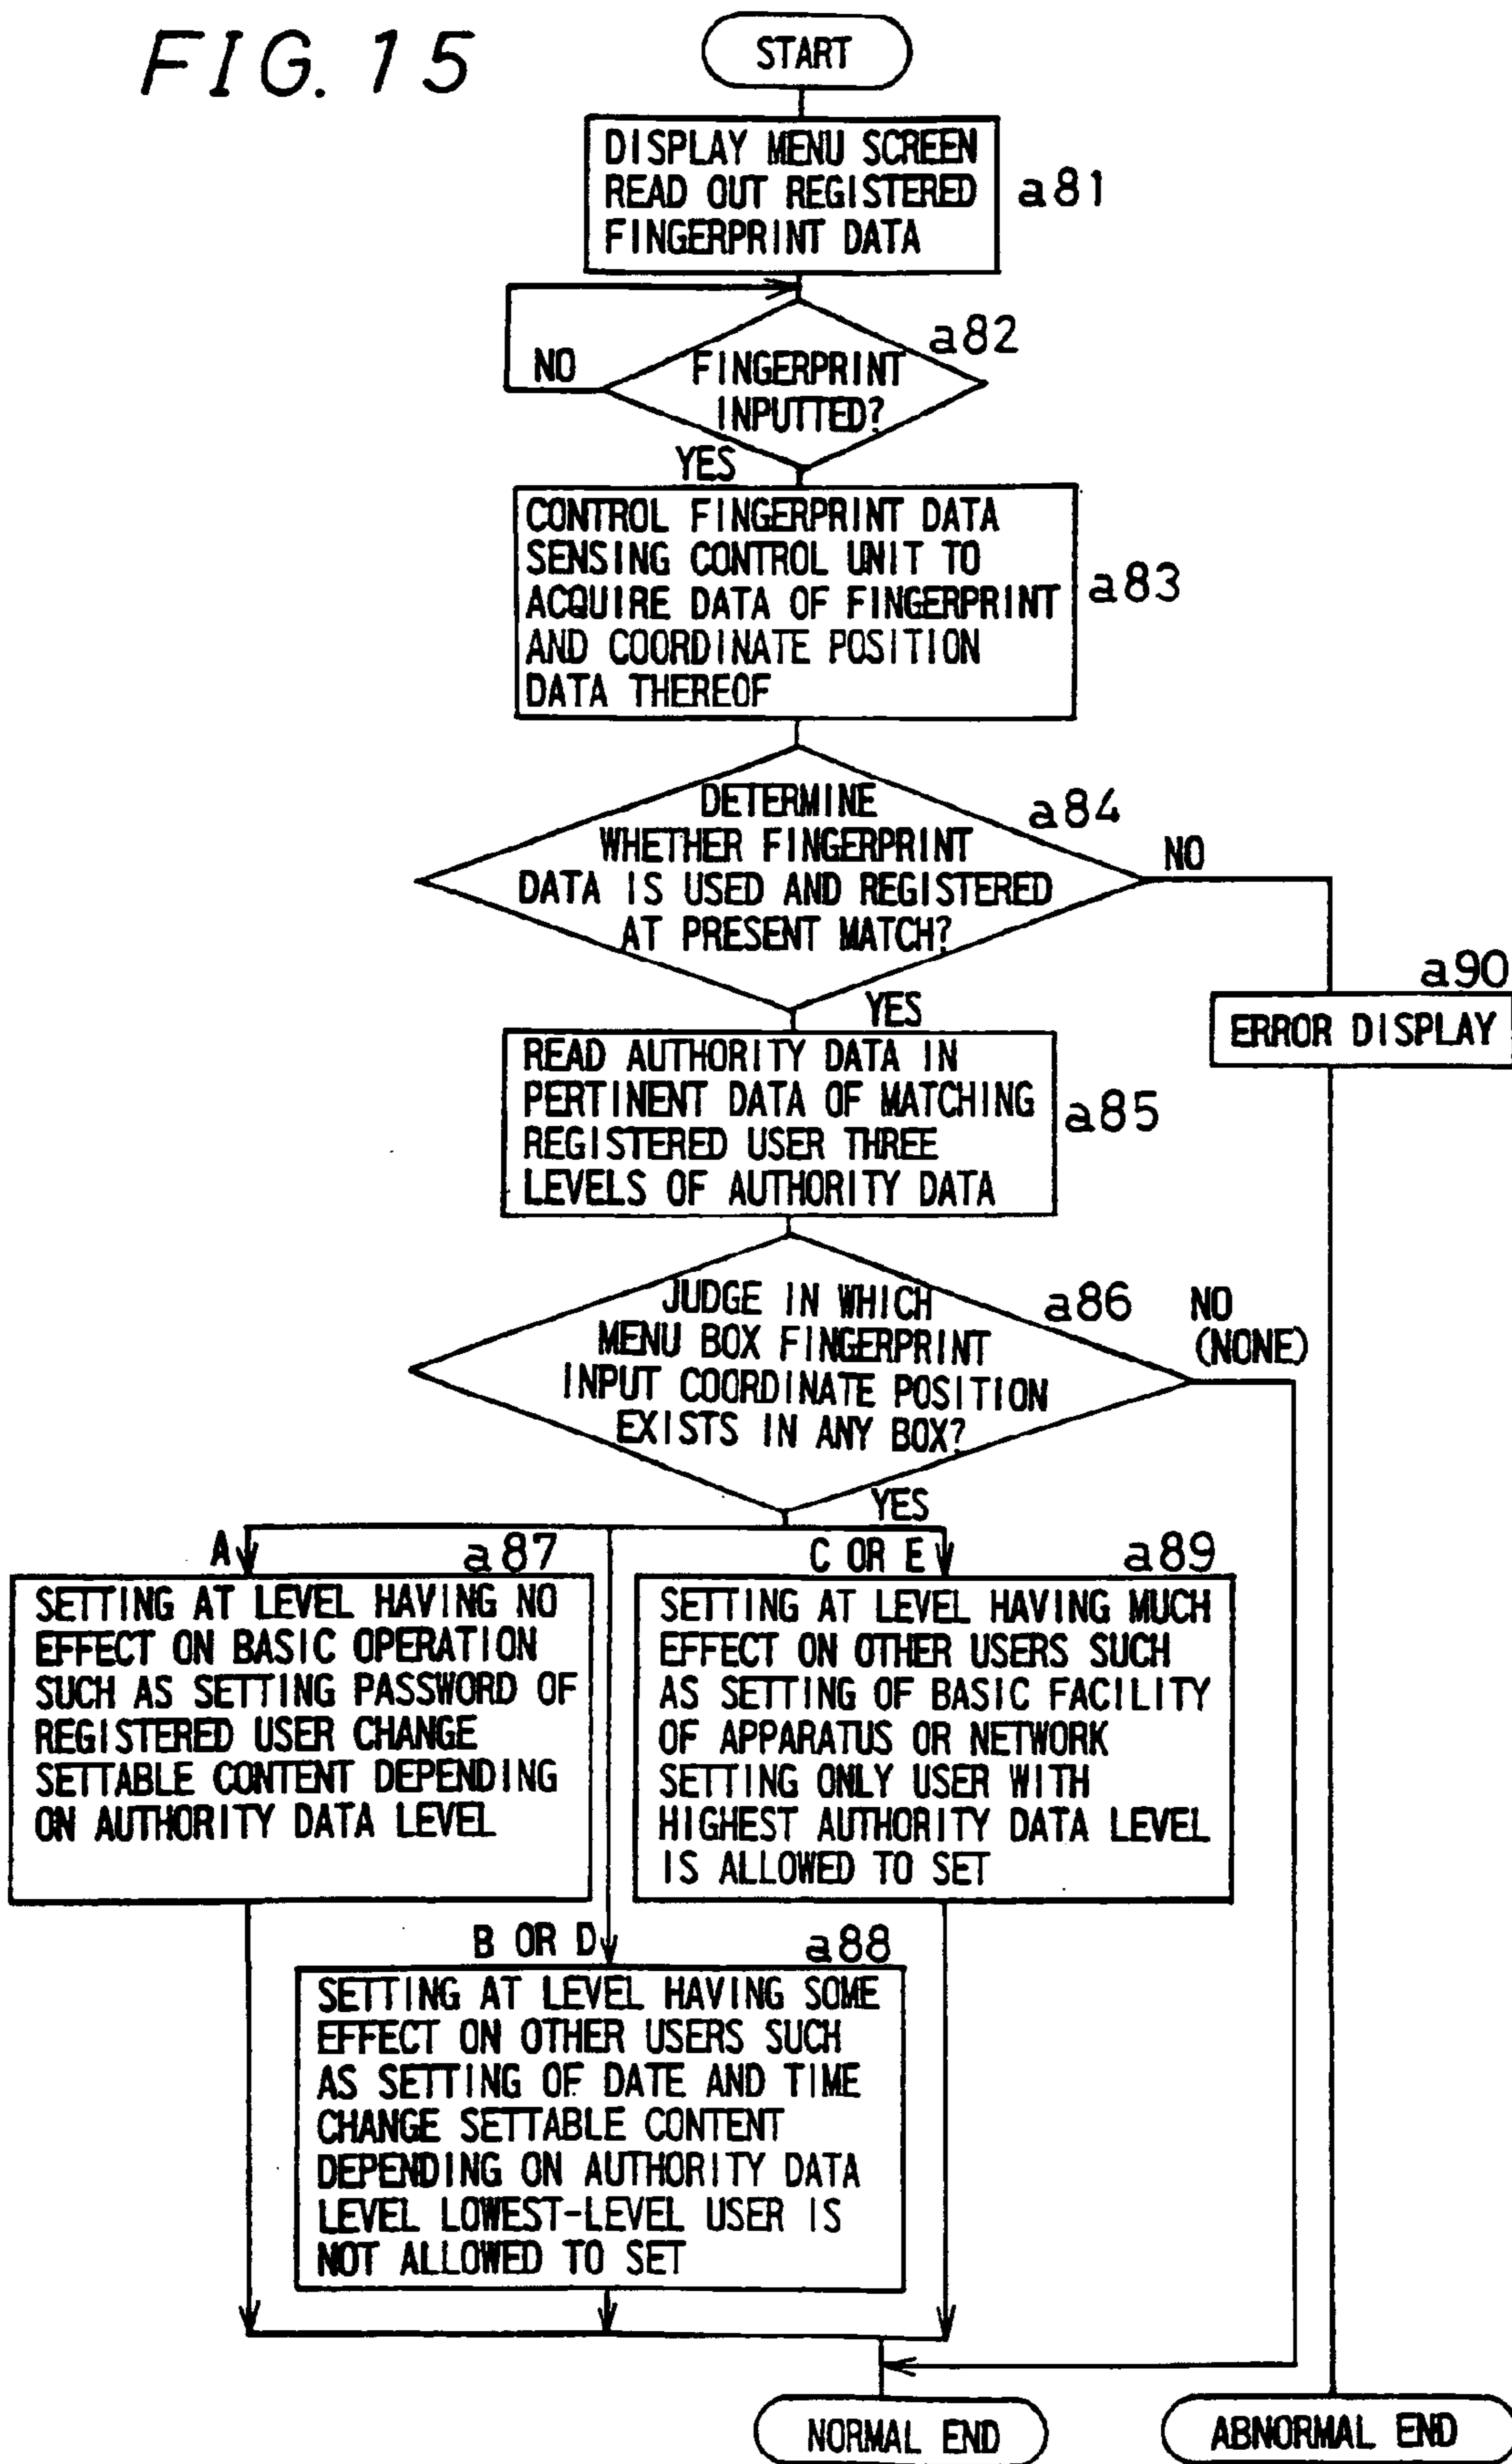 FIG. 15
START
DISPLAY MENU SCREEN
READ OUT REGISTERED
FINGERPRINT DATA
a81
a82
NO
FINGERPRINT
INPUTTED?
YES
CONTROL FINGERPRINT DATA
SENSING CONTROL UNIT TO
ACQUIRE DATA OF FINGERPRINT
AND COORDINATE POSITION
DATA THEREOF
a83
DETERMINE
WHETHER FINGERPRINT
DATA IS USED AND REGISTERED
AT PRESENT MATCH?
a84
NO
YES
a90
ERROR DISPLAY
READ AUTHORITY DATA IN
PERTINENT DATA OF MATCHING
REGISTERED USER THREE
LEVELS OF AUTHORITY DATA
a85
JUDGE IN WHICH
MENU BOX FINGERPRINT
INPUT COORDINATE POSITION
EXISTS IN ANY BOX?
a86
NO
(NONE)
YES
A
a87
SETTING AT LEVEL HAVING NO
EFFECT ON BASIC OPERATION
SUCH AS SETTING PASSWORD OF
REGISTERED USER CHANGE
SETTABLE CONTENT DEPENDING
ON AUTHORITY DATA LEVEL
C OR E
a89
SETTING AT LEVEL HAVING MUCH
EFFECT ON OTHER USERS SUCH
AS SETTING OF BASIC FACILITY
OF APPARATUS OR NETWORK
SETTING ONLY USER WITH
HIGHEST AUTHORITY DATA LEVEL
IS ALLOWED TO SET
B OR D
a88
SETTING AT LEVEL HAVING SOME
EFFECT ON OTHER USERS SUCH
AS SETTING OF DATE AND TIME
CHANGE SETTABLE CONTENT
DEPENDING ON AUTHORITY DATA
LEVEL LOWEST-LEVEL USER IS
NOT ALLOWED TO SET
NORMAL END
ABNORMAL END